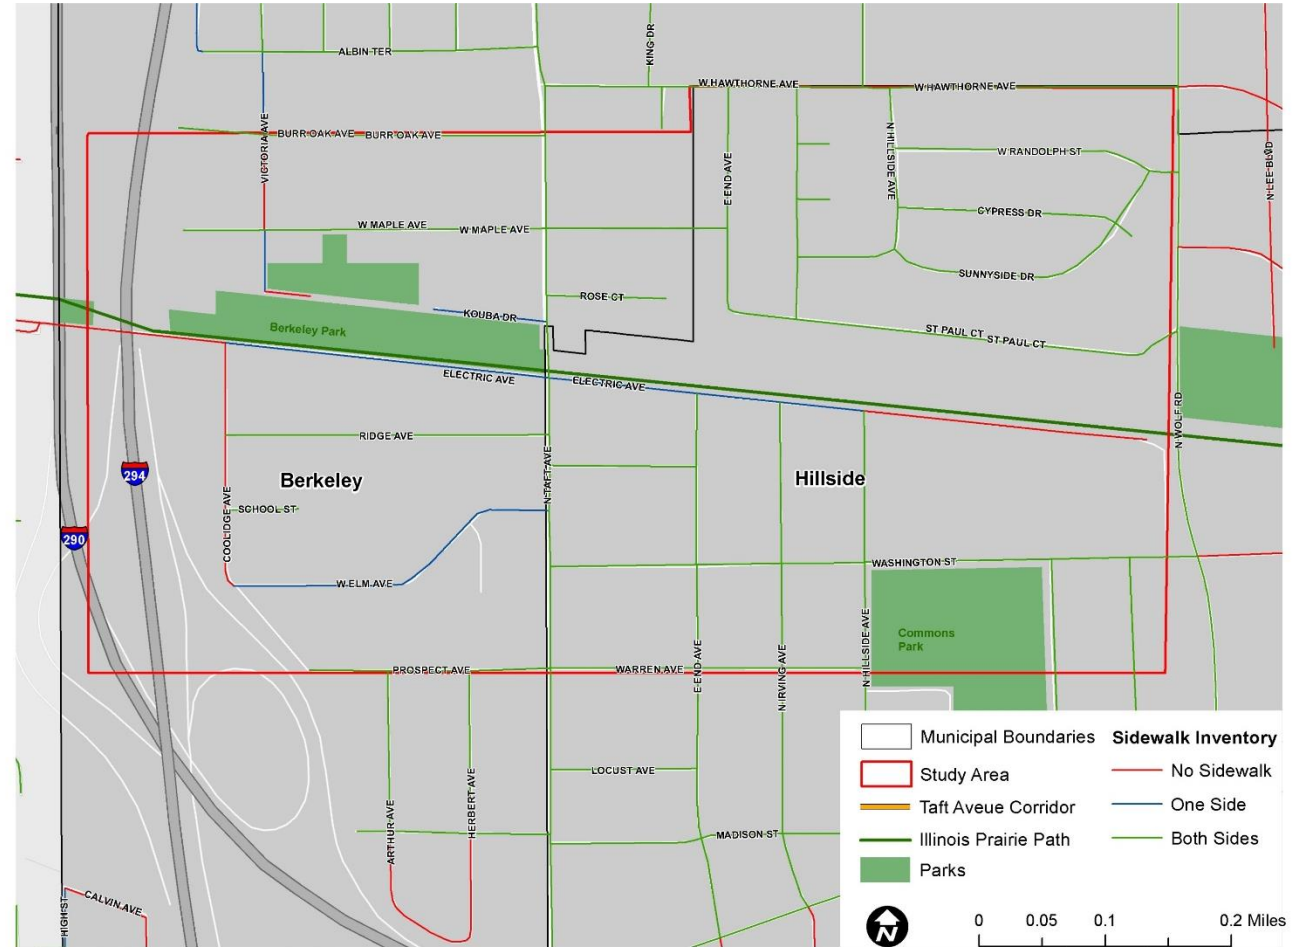 KING DR
ALBIN TER
W HAWTHORNE AVE
W HAWTHORNE AVE
BURR OAK AVE
BURR OAK AVE
VICTORIA AVE
E END AVE
N HILLSIDE AVE
W RANDOLPH ST
N LEE BLVD
CYPRESS DR
W MAPLE AVE
W MAPLE AVE
SUNNYSIDE DR
ROSE CT
KOUBA DR
Berkeley Park
ST PAUL CT
ST PAUL CT
ELECTRIC AVE
ELECTRIC AVE
N WOLF RD
RIDGE AVE
N TAFT AVE
294
Berkeley
Hillside
COOLIDGE AVE
SCHOOL ST
290
WASHINGTON ST
W ELM AVE
Commons
Park
N HILLSIDE AVE
PROSPECT AVE
WARREN AVE
E END AVE
N IRVING AVE
LOCUST AVE
ARTHUR AVE
HERBERT AVE
MADISON ST
CALVIN AVE
HIGH ST
Municipal Boundaries
Study Area
Taft Aveue Corridor
Illinois Prairie Path
Parks
Sidewalk Inventory
No Sidewalk
One Side
Both Sides
N
0 0.05 0.1 0.2 Miles